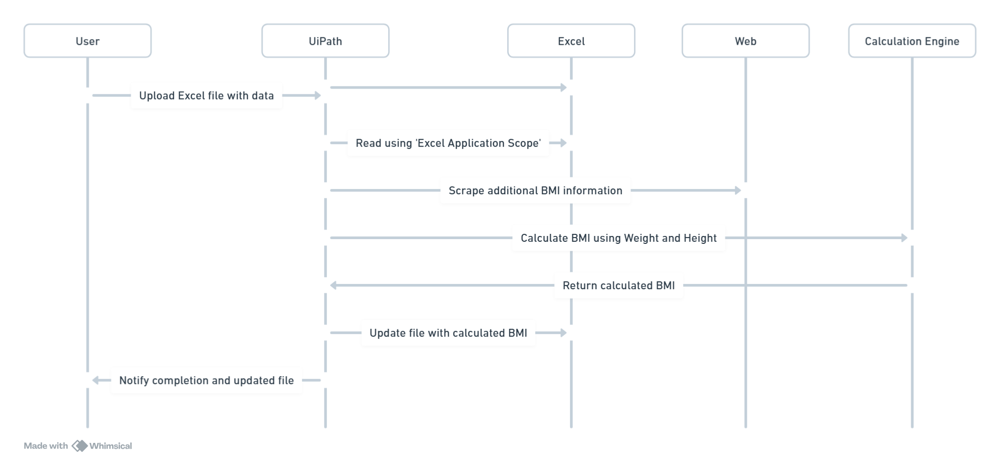 User
UiPath
Excel
Web
Calculation Engine
Upload Excel file with data
Read using 'Excel Application Scope'
Scrape additional BMI information
Calculate BMI using Weight and Height
Return calculated BMI
Update file with calculated BMI
Notify completion and updated file
Made with Whimsical